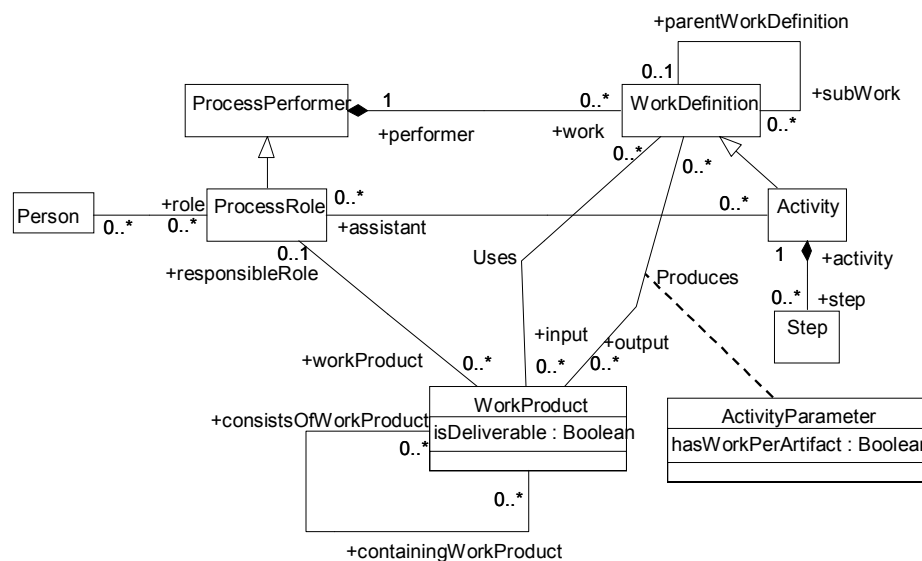 +parentWorkDefinition
0..1
ProcessPerformer
1
0..*
WorkDefinition
+subWork
0..*
+performer
+work
0..*
0..*
Person
+role
0..*
0..*
ProcessRole
0..*
+assistant
0..*
Activity
0..1
+responsibleRole
Uses
1
+activity
Produces
0..*
+step
Step
+input
+output
+workProduct
0..*
0..*
0..*
WorkProduct
isDeliverable : Boolean
+consistsOfWorkProduct
0..*
ActivityParameter
hasWorkPerArtifact : Boolean
0..*
+containingWorkProduct